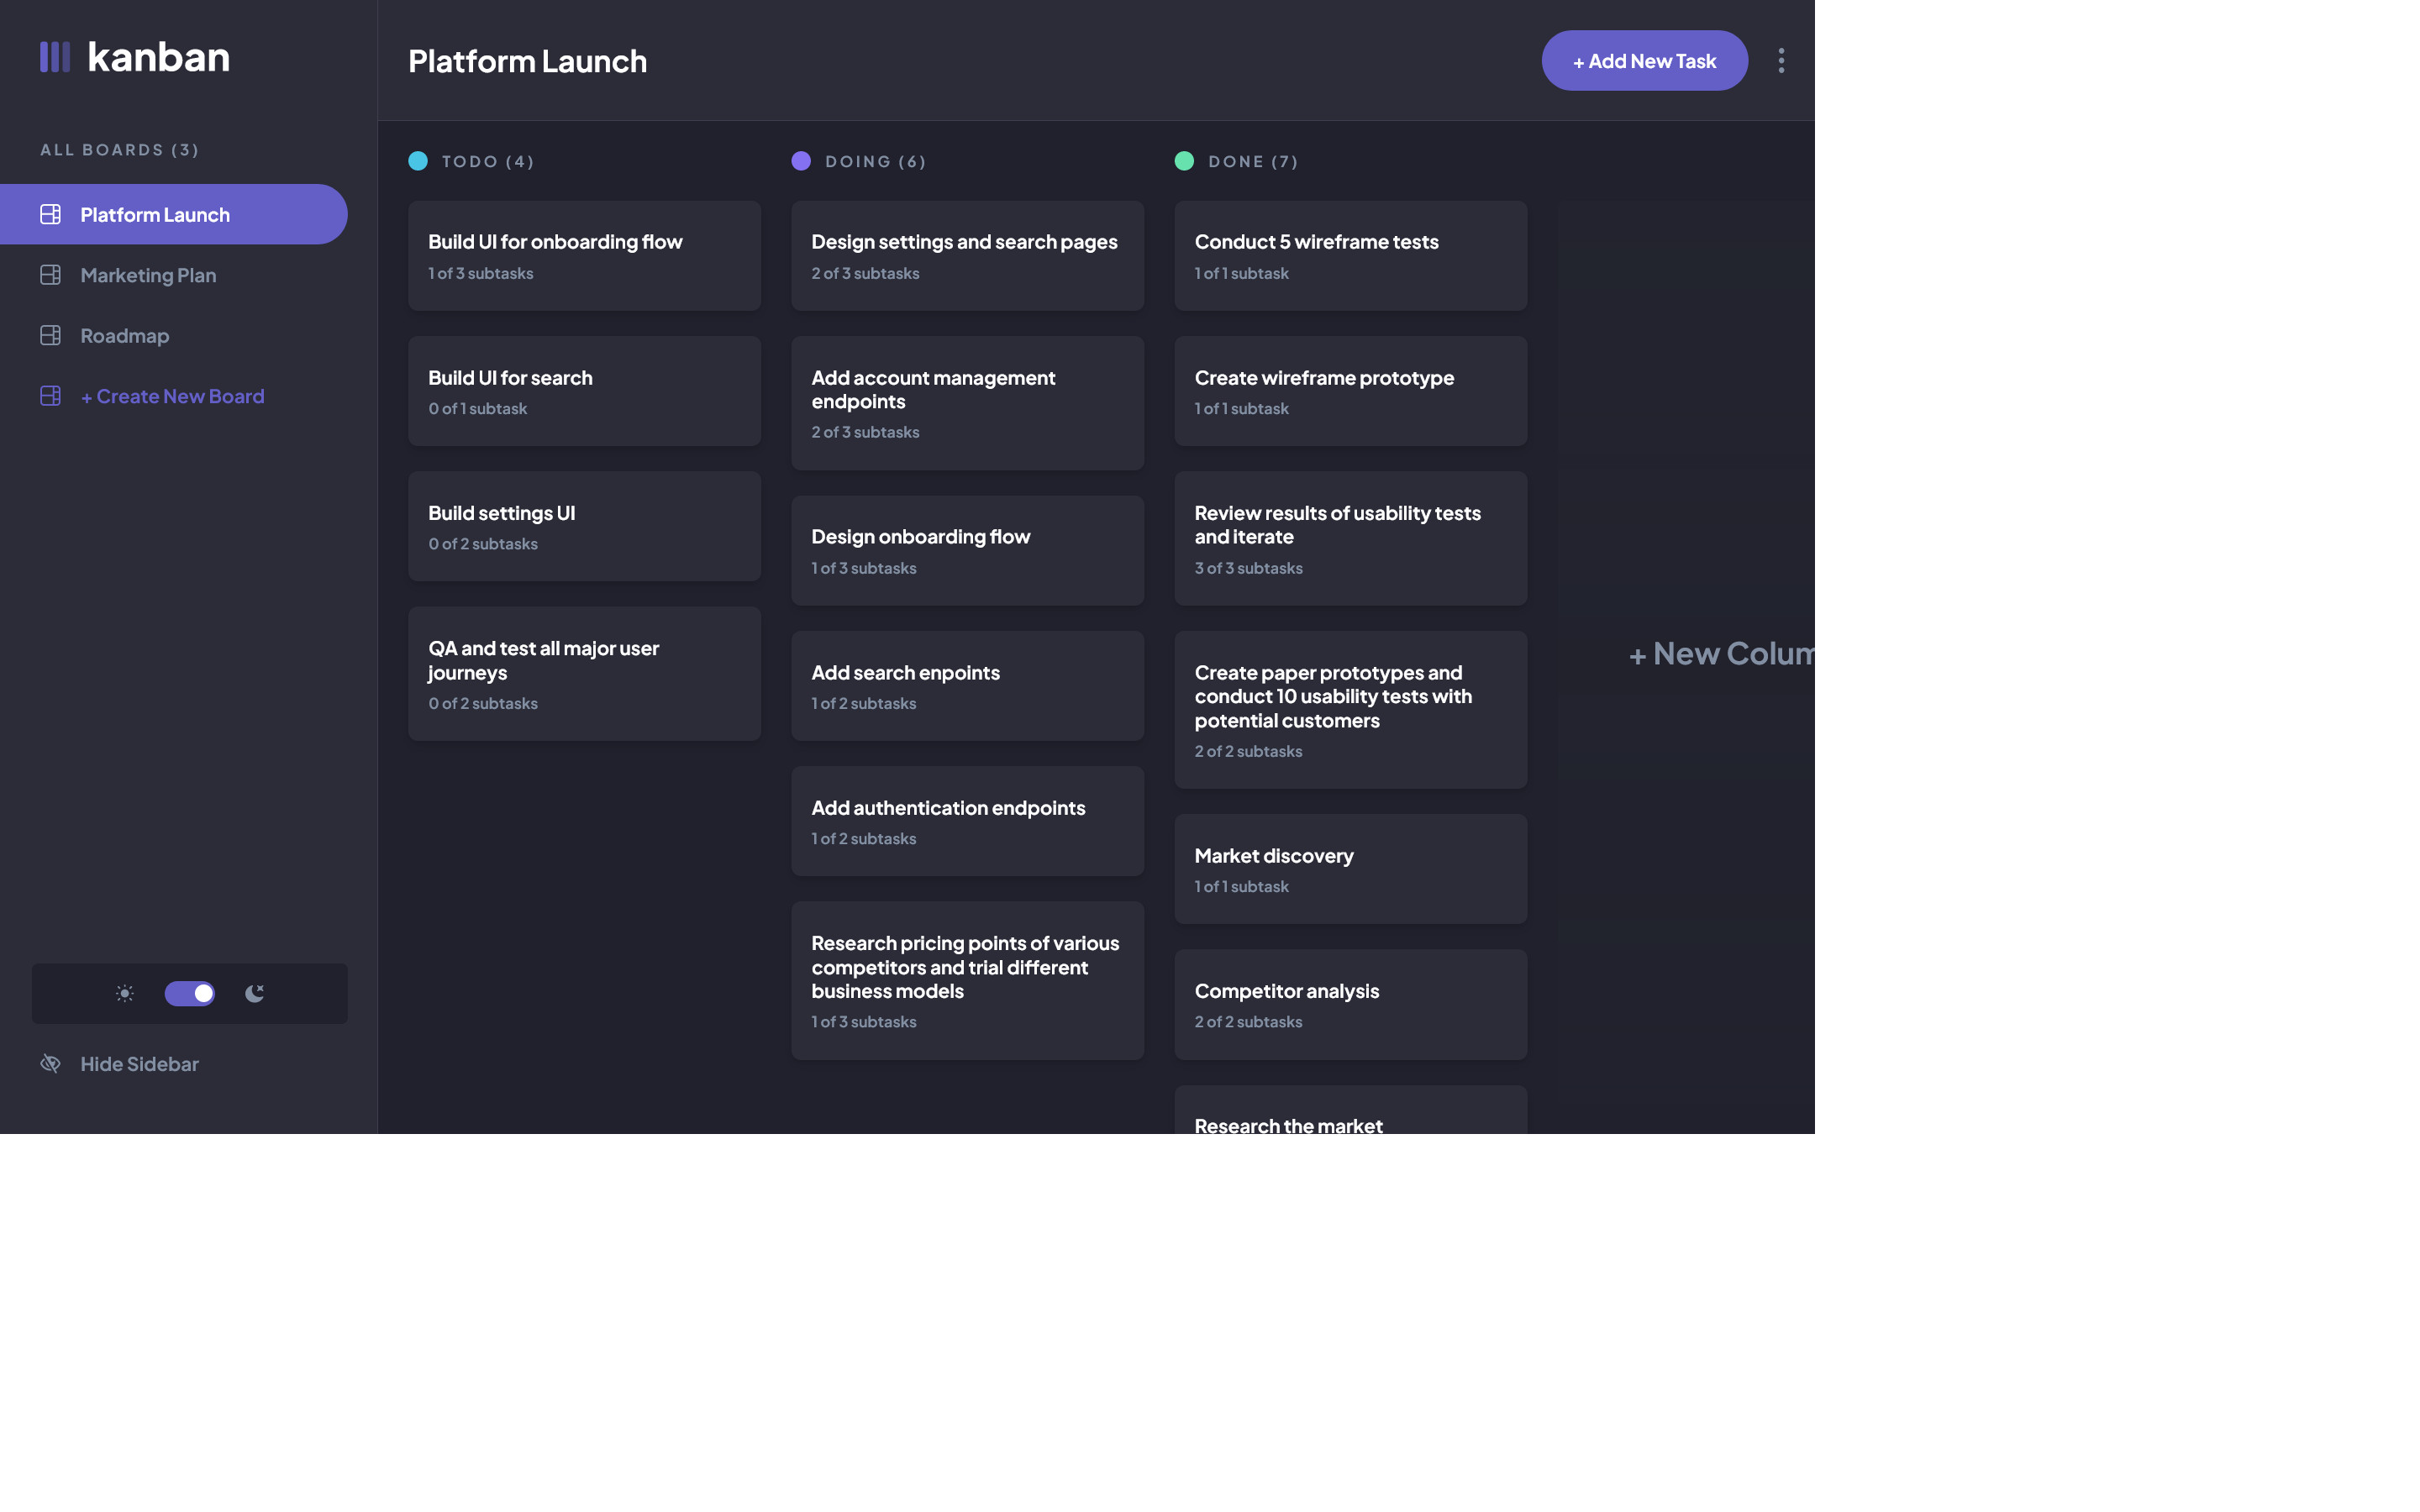 kanban
ALL BOARDS (3)
Platform Launch
Marketing Plan
Roadmap
+ Create New Board
Hide Sidebar
Platform Launch
+ Add New Task
TODO (4)
Build UI for onboarding flow
1 of 3 subtasks
Build UI for search
0 of 1 subtask
Build settings UI
0 of 2 subtasks
QA and test all major user
journeys
0 of 2 subtasks
DOING (6)
Design settings and search pages
2 of 3 subtasks
Add account management
endpoints
2 of 3 subtasks
Design onboarding flow
1 of 3 subtasks
Add search enpoints
1 of 2 subtasks
Add authentication endpoints
1 of 2 subtasks
Research pricing points of various
competitors and trial different
business models
1 of 3 subtasks
DONE (7)
Conduct 5 wireframe tests
1 of 1 subtask
Create wireframe prototype
1 of 1 subtask
Review results of usability tests
and iterate
3 of 3 subtasks
Create paper prototypes and
conduct 10 usability tests with
potential customers
2 of 2 subtasks
Market discovery
1 of 1 subtask
Competitor analysis
2 of 2 subtasks
Research the market
+ New Colum